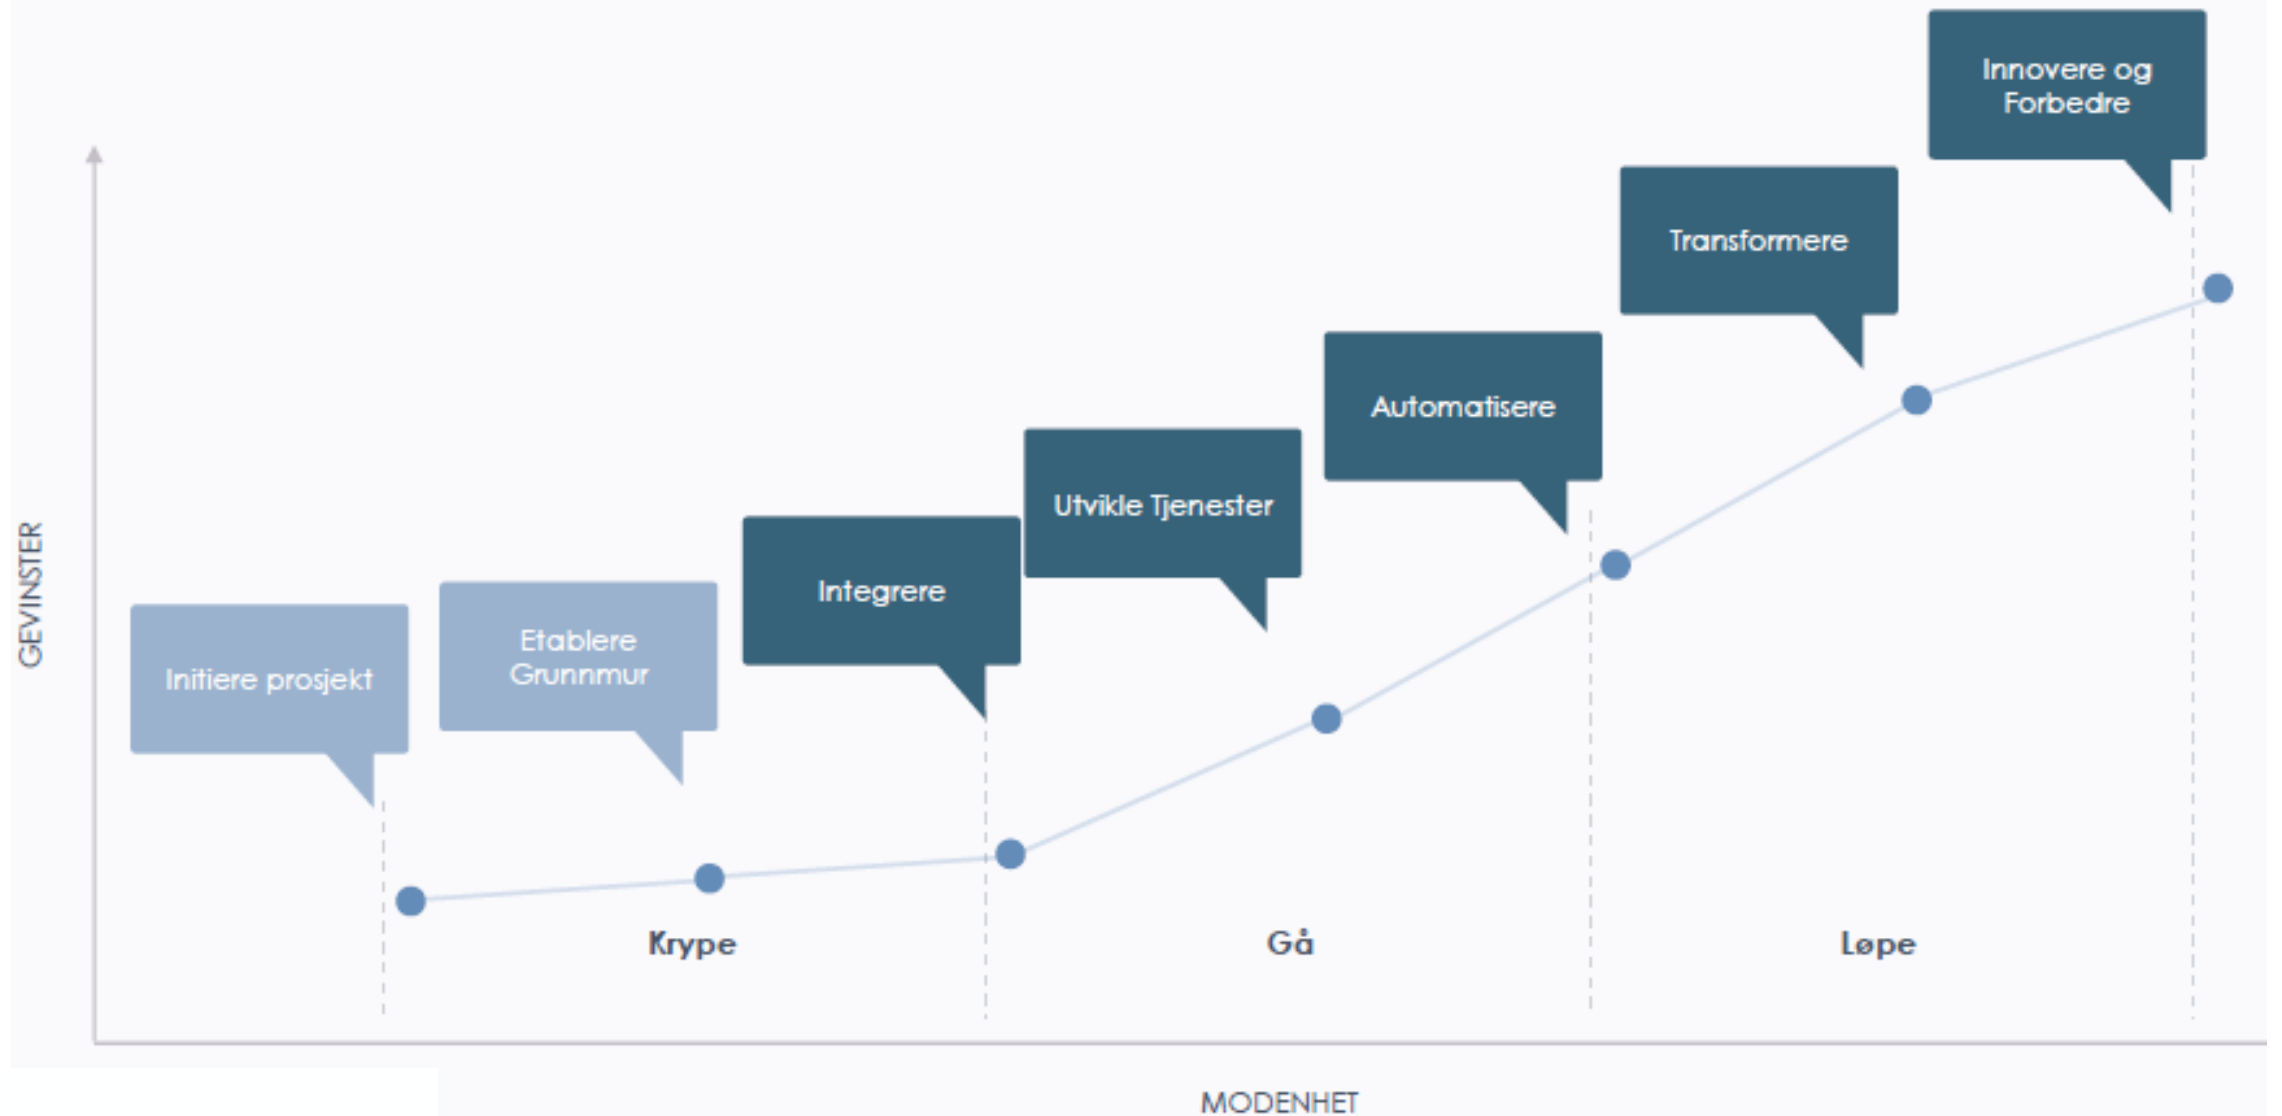 Innovere og
Forbedre
Transformere
Automatisere
Utvikle Tjenester
Integrere
Etablere
Grunnmur
Initiere prosjekt
GEVINSTER
Krype
Gå
Løpe
MODENHET